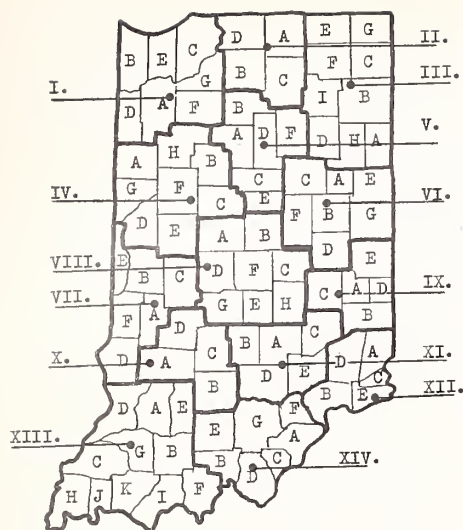 E G
D A II.
B E C
F C
III.
G B C
I. D A F B I B
V.
A D F D H A
H B
A
G F C C A E
IV. E VI.
C F B G
D E
A B
D
E VIII. D F C E
B C
C A D IX.
VII. A G E H B
F D
B A C
C D A
X. D A D E XI.
B C
B E XII.
D A E G F
E A
XIII. G B
C B C
D XIV.
H J K I F